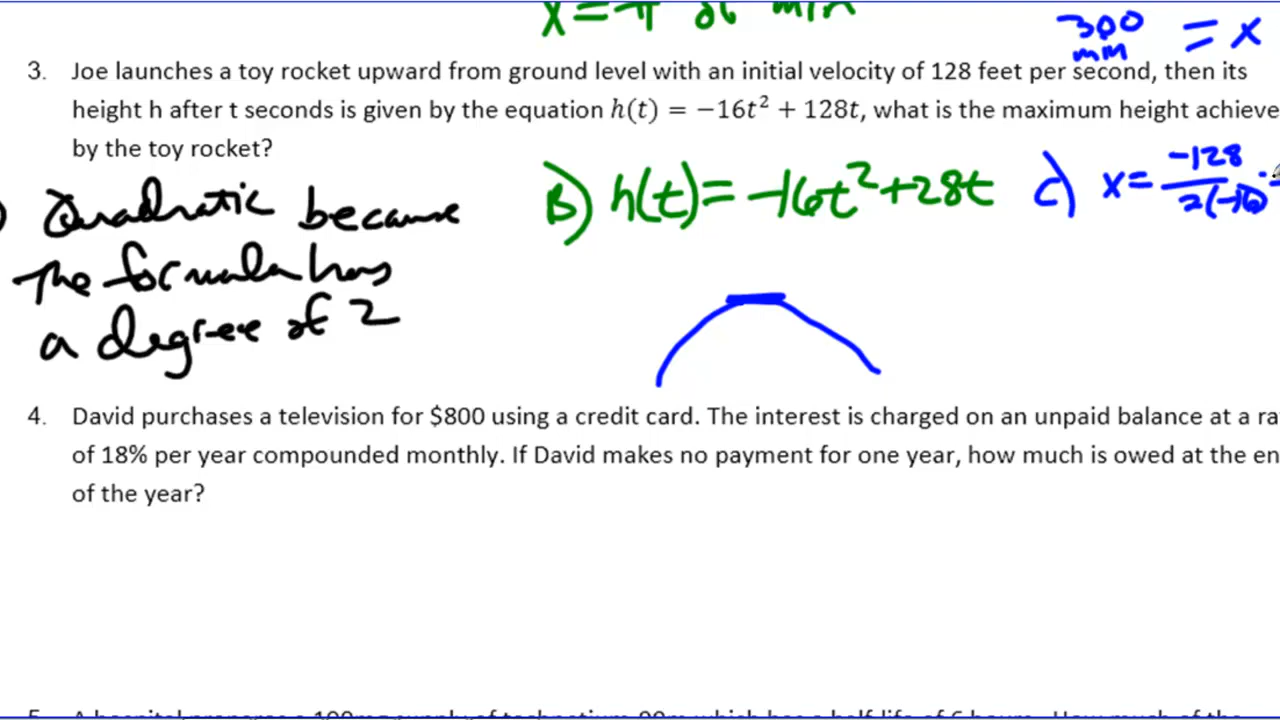 x = # of min
300 = x
min
3. Joe launches a toy rocket upward from ground level with an initial velocity of 128 feet per second, then its
height h after t seconds is given by the equation h(t) = −16t² + 128t, what is the maximum height achieve
by the toy rocket?
) Quadratic because
The formula has
a degree of 2
B) h(t) = -16t² + 28t
C) x = -128 / 2(-16) =
4. David purchases a television for $800 using a credit card. The interest is charged on an unpaid balance at a ra
of 18% per year compounded monthly. If David makes no payment for one year, how much is owed at the en
of the year?